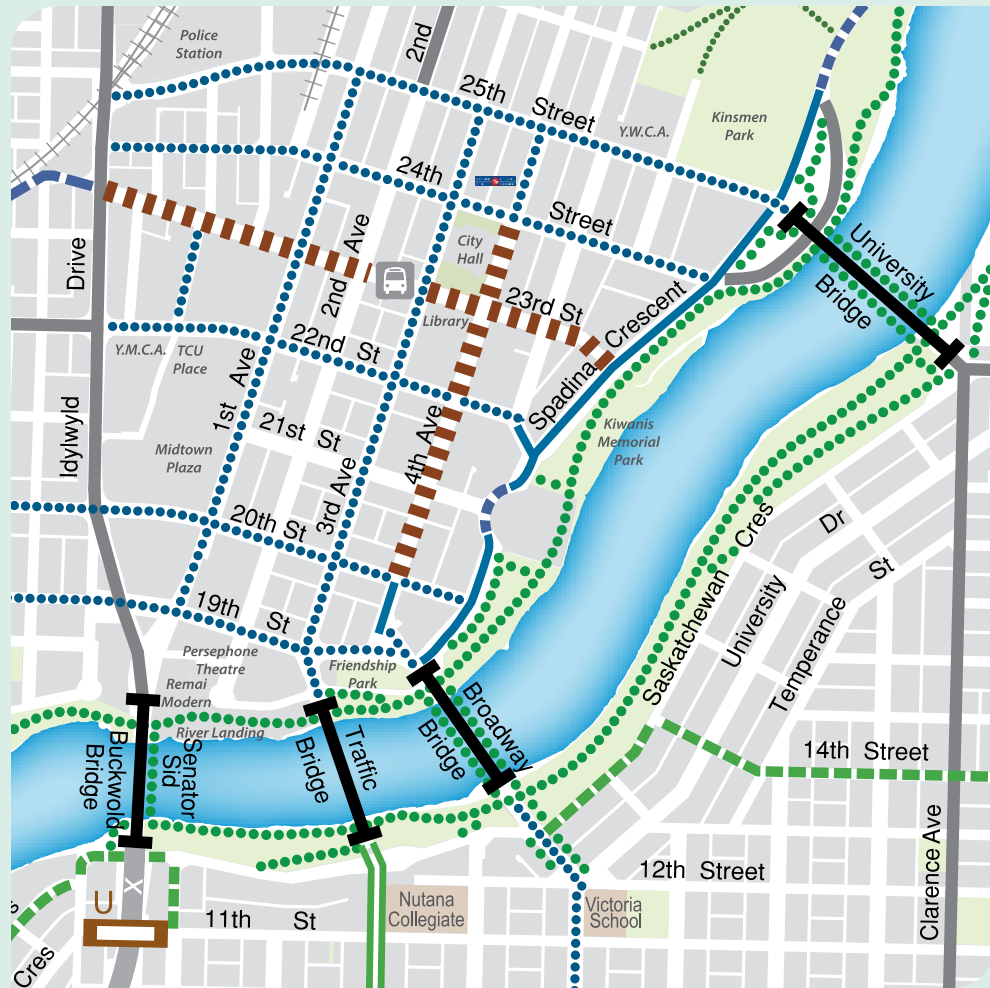 Police
Station
2nd
25th Street
Y.W.C.A.
Kinsmen
Park
24th Street
City
Hall
University
Bridge
Drive
2nd Ave
Library
23rd St
Spadina Crescent
Y.M.C.A.
TCU
Place
22nd St
1st Ave
Idylwyld
Midtown
Plaza
21st St
3rd Ave
4th Ave
Kiwanis
Memorial
Park
20th St
Saskatchewan Cres
University Dr
Temperance St
19th St
Persephone
Theatre
Remai
Modern
River Landing
Friendship
Park
Senator
Sid
Buckwold
Bridge
Traffic
Bridge
Broadway
Bridge
14th Street
12th Street
Clarence Ave
U
X
11th St
Nutana
Collegiate
Victoria
School
Cres